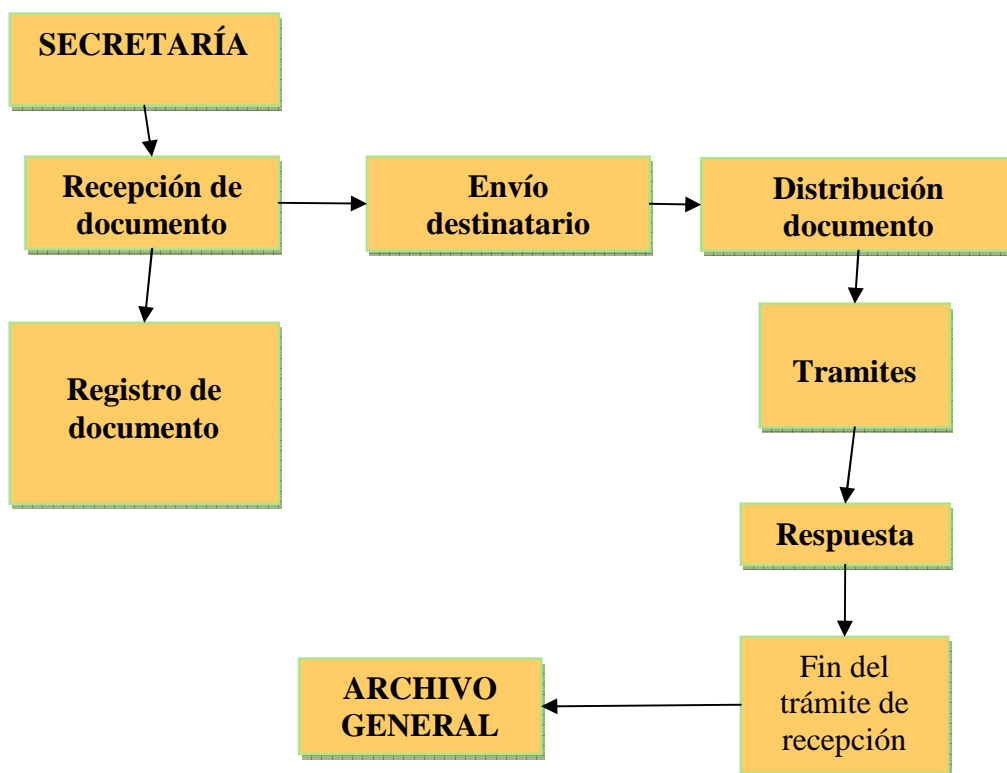 SECRETARÍA
Recepción de
documento
Envío
destinatario
Distribución
documento
Registro de
documento
Tramites
Respuesta
Fin del
trámite de
recepción
ARCHIVO
GENERAL